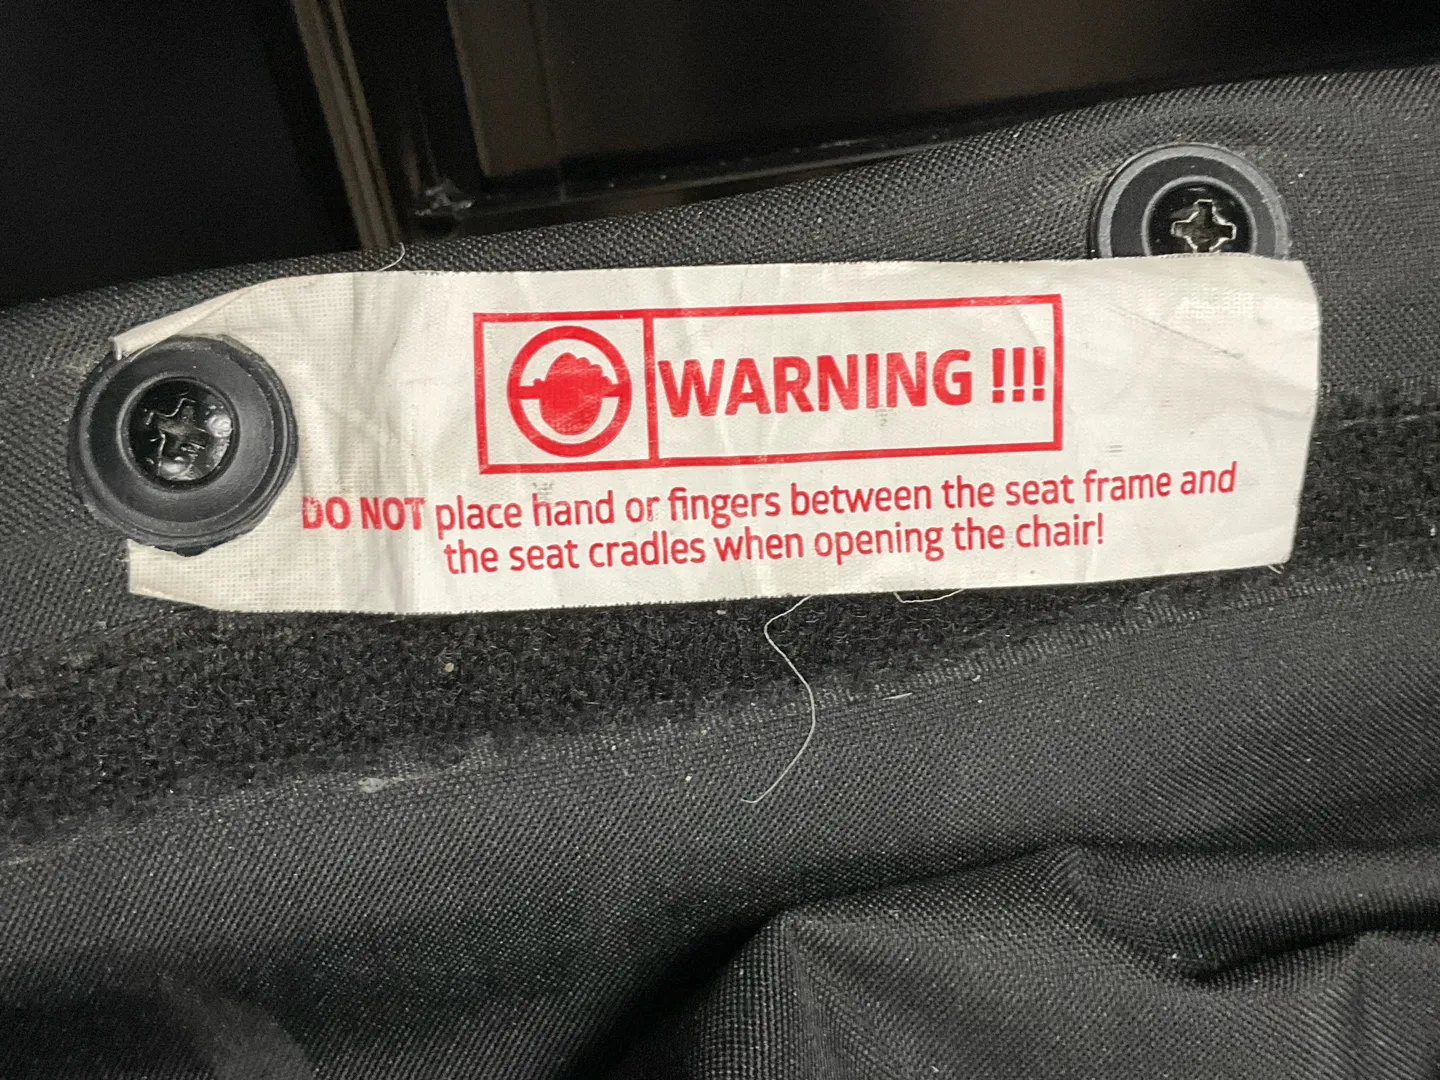 WARNING !!!
DO NOT place hand or fingers between the seat frame and
the seat cradles when opening the chair!